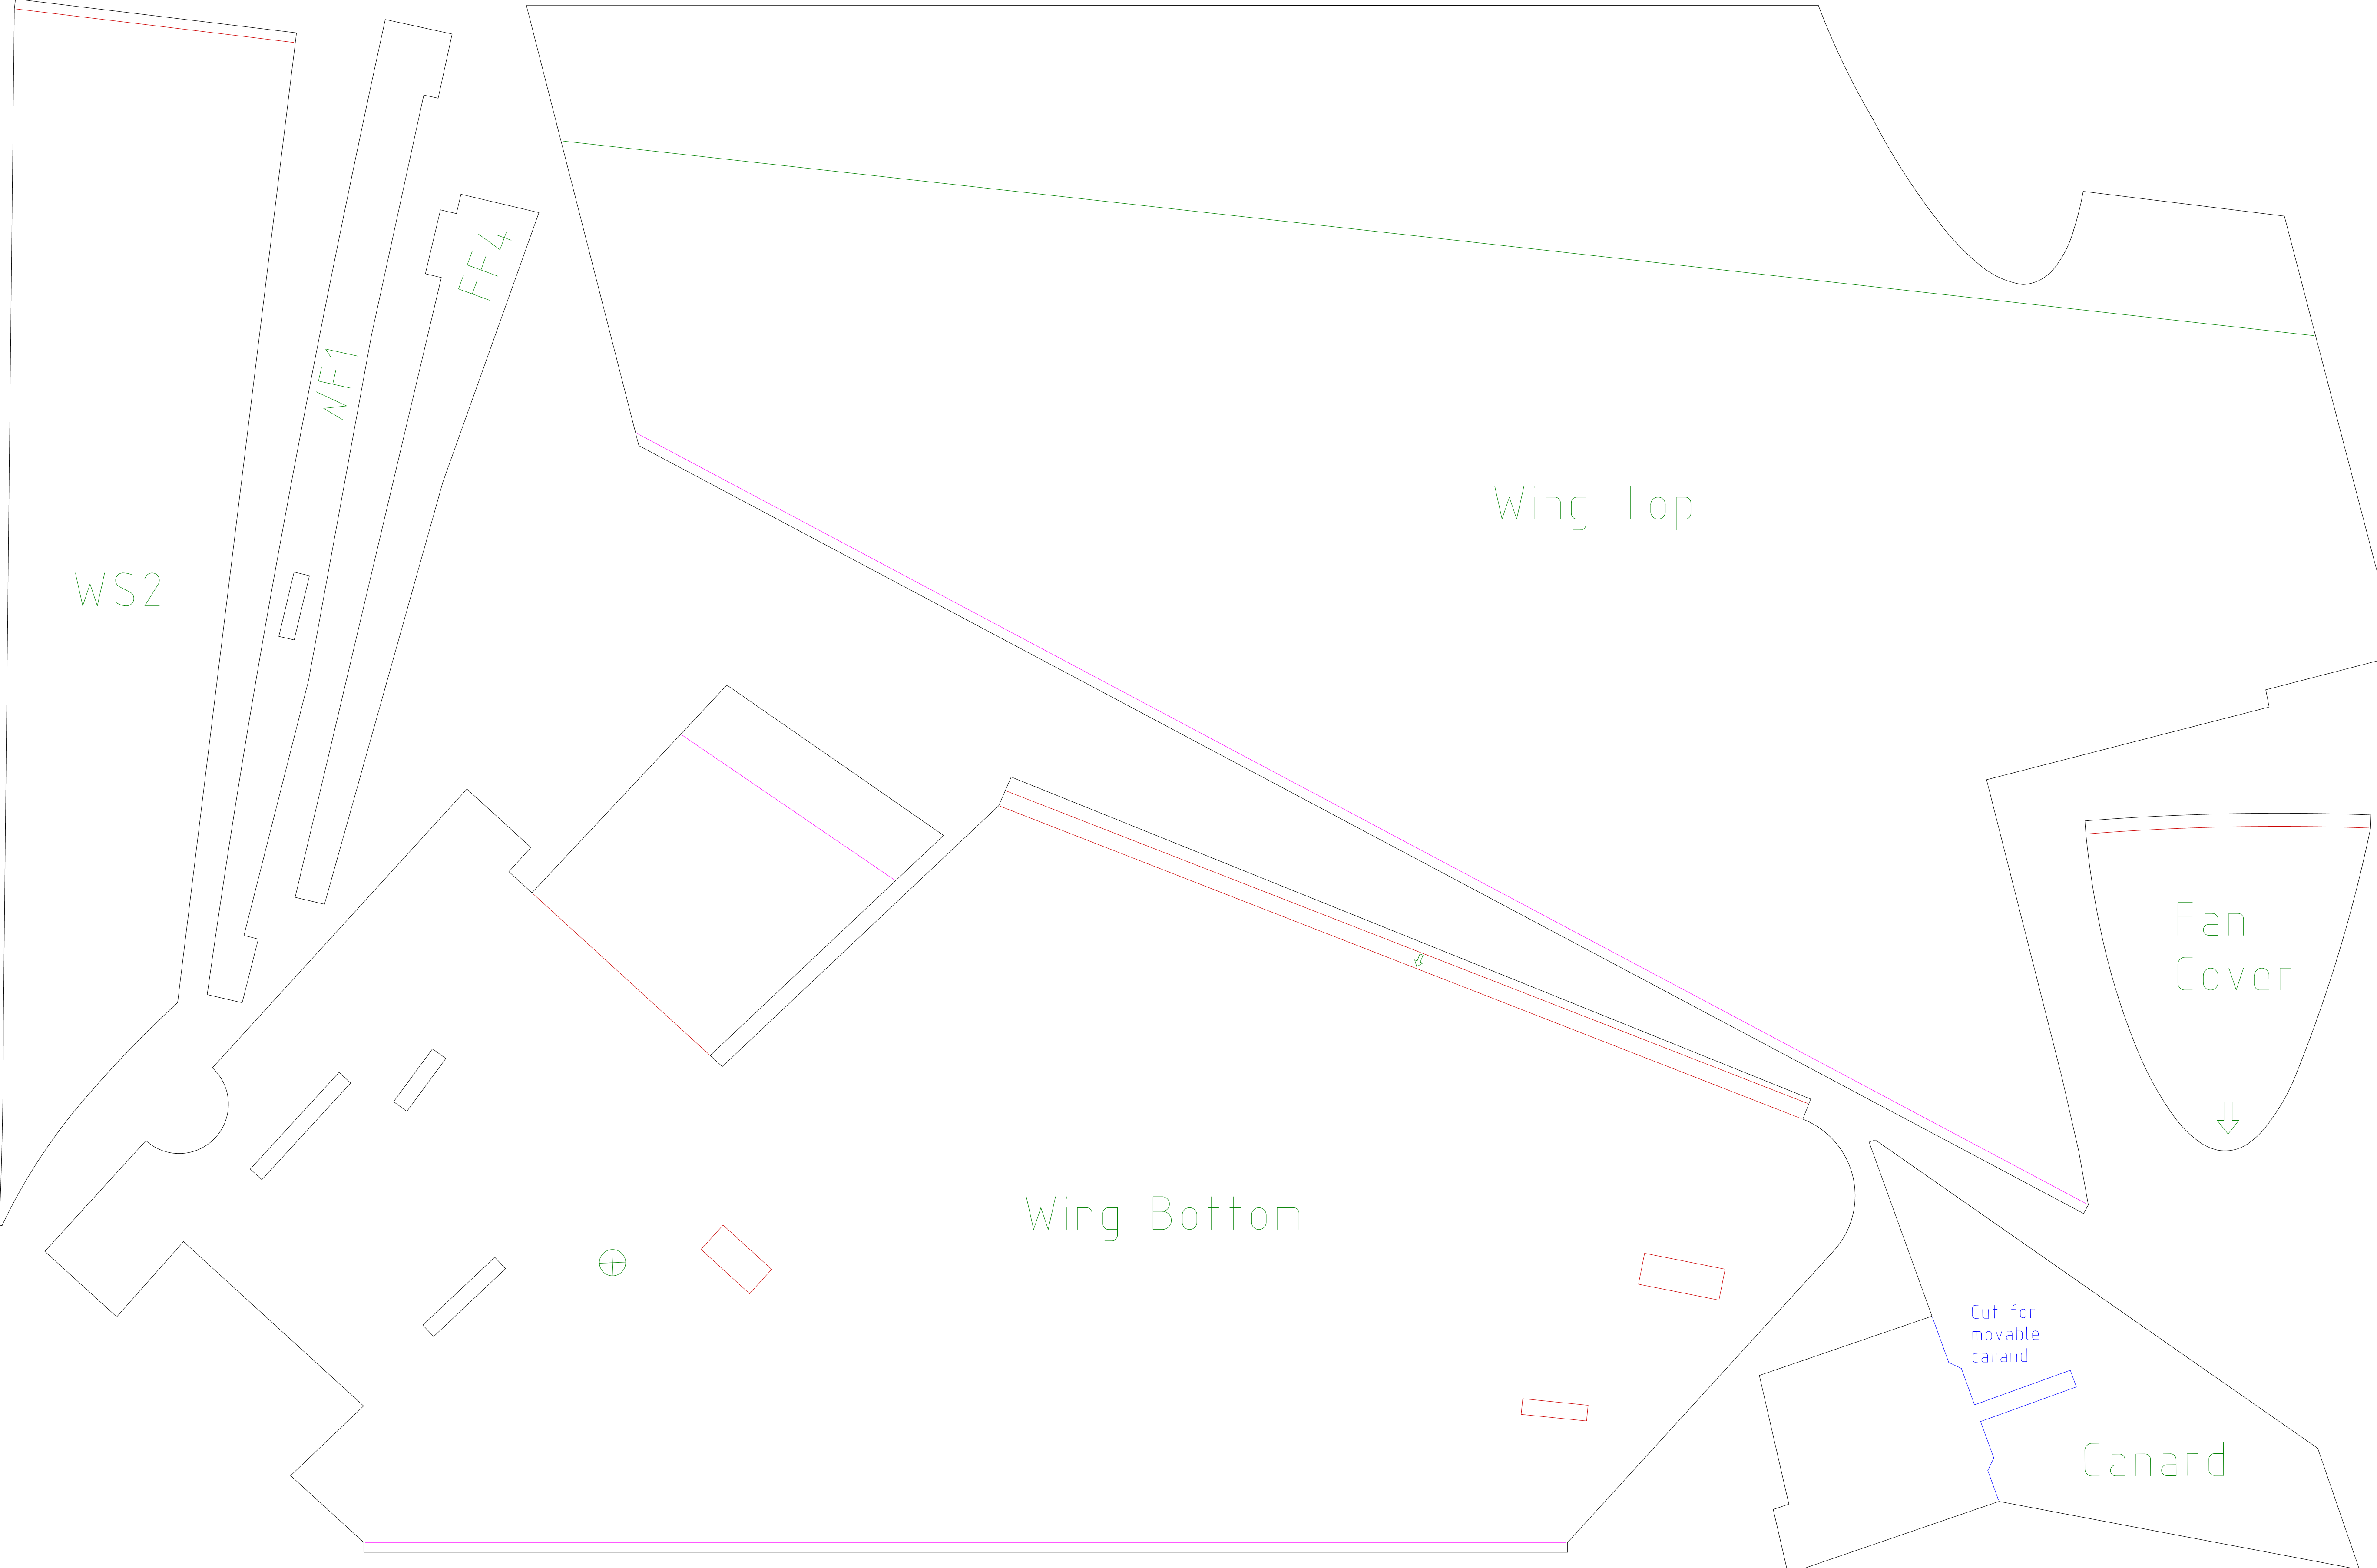 FF4
WF1
Wing Top
WS2
Fan
Cover
Wing Bottom
Cut for
movable
carand
Canard